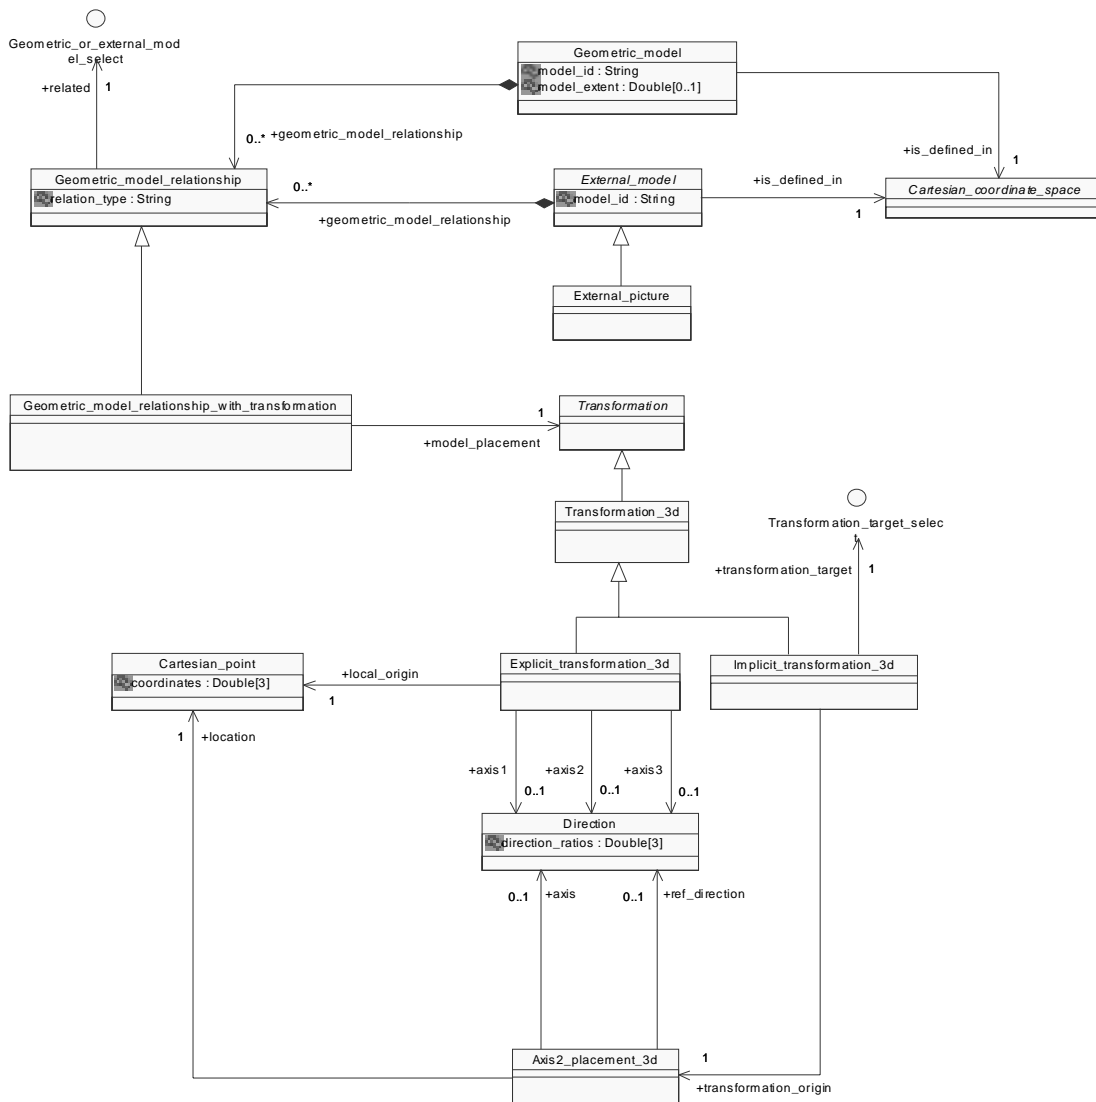 Geometric_or_external_mod
el_select
+related
1
Geometric_model
model_id : String
model_extent : Double[0..1]
0..*
+geometric_model_relationship
+is_defined_in
1
Geometric_model_relationship
relation_type : String
0..*
+geometric_model_relationship
External_model
model_id : String
+is_defined_in
1
Cartesian_coordinate_space
External_picture
Geometric_model_relationship_with_transformation
1
+model_placement
Transformation
Transformation_3d
Transformation_target_selec
t
+transformation_target
1
Cartesian_point
coordinates : Double[3]
+local_origin
1
Explicit_transformation_3d
Implicit_transformation_3d
1
+location
+axis1
0..1
+axis2
0..1
+axis3
0..1
Direction
direction_ratios : Double[3]
0..1
+axis
0..1
+ref_direction
Axis2_placement_3d
1
+transformation_origin